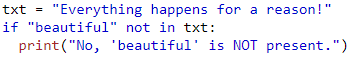 txt = "Everything happens for a reason!"
if "beautiful" not in txt:
  print("No, 'beautiful' is NOT present.")